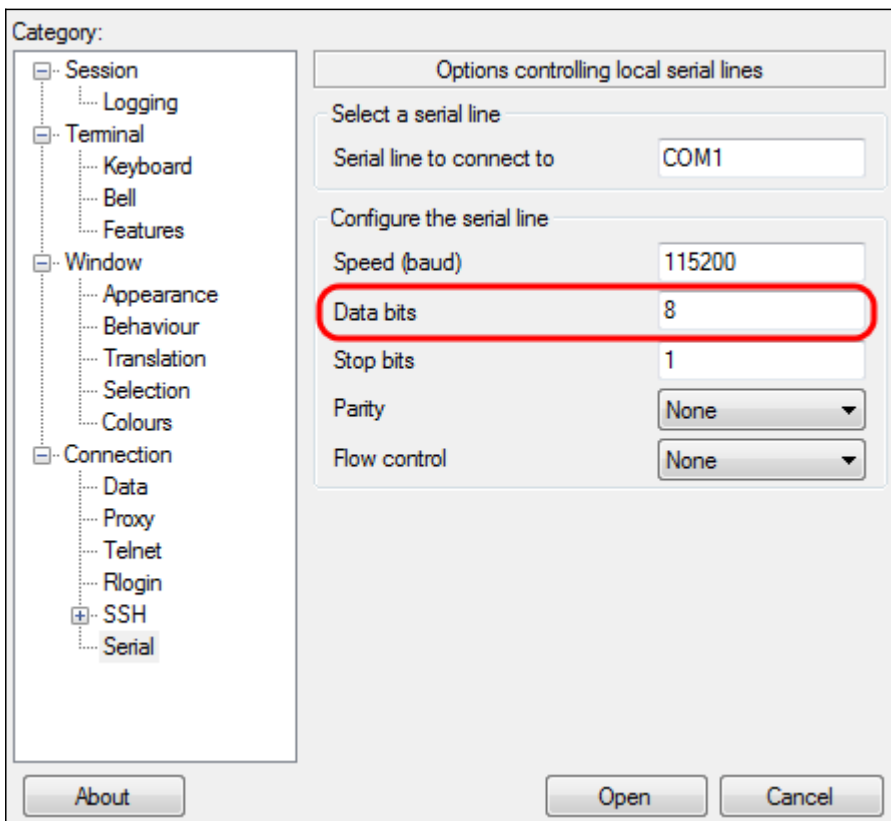 Category:
Session
Logging
Terminal
Keyboard
Bell
Features
Window
Appearance
Behaviour
Translation
Selection
Colours
Connection
Data
Proxy
Telnet
Rlogin
SSH
Serial
Options controlling local serial lines
Select a serial line
Serial line to connect to COM1
Configure the serial line
Speed (baud) 115200
Data bits 8
Stop bits 1
Parity None
Flow control None
About Open Cancel